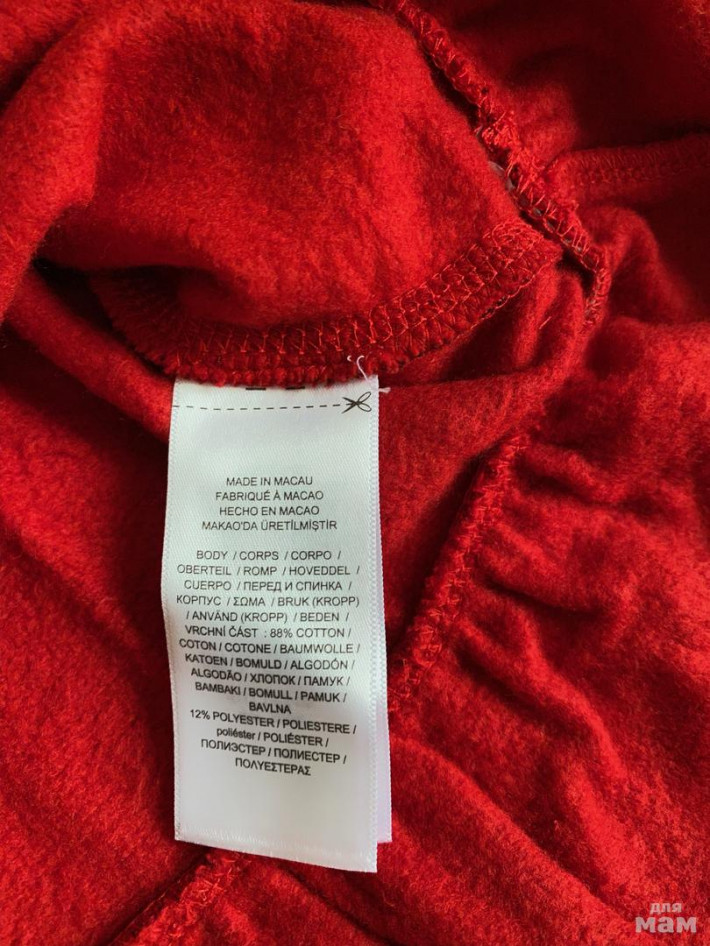 MADE IN MACAU
FABRIQUÉ À MACAO
HECHO EN MACAO
MAKAO'DA ÜRETİLMİŞTİR
BODY / CORPS / CORPO /
OBERTEIL / ROMP / HOVEDDEL /
CUERPO / ПЕРЕД И СПИНКА /
КОРПУС / ΣΩΜΑ / BRUK (KROPP)
/ ANVÄND (KROPP) / BEDEN /
VRCHNÍ ČÁST : 88% COTTON /
COTON / COTONE / BAUMWOLLE /
KATOEN / BOMULD / ALGODÓN /
ALGODÃO / ХЛОПОК / ПАМУК /
BAMBAKI / BOMULL / PAMUK /
BAVLNA
12% POLYESTER / POLIESTERE /
poliéster / POLIÉSTER /
ПОЛИЭСТЕР / ПОЛИЕСТЕР /
ΠΟΛΥΕΣΤΕΡΑΣ
для
мам